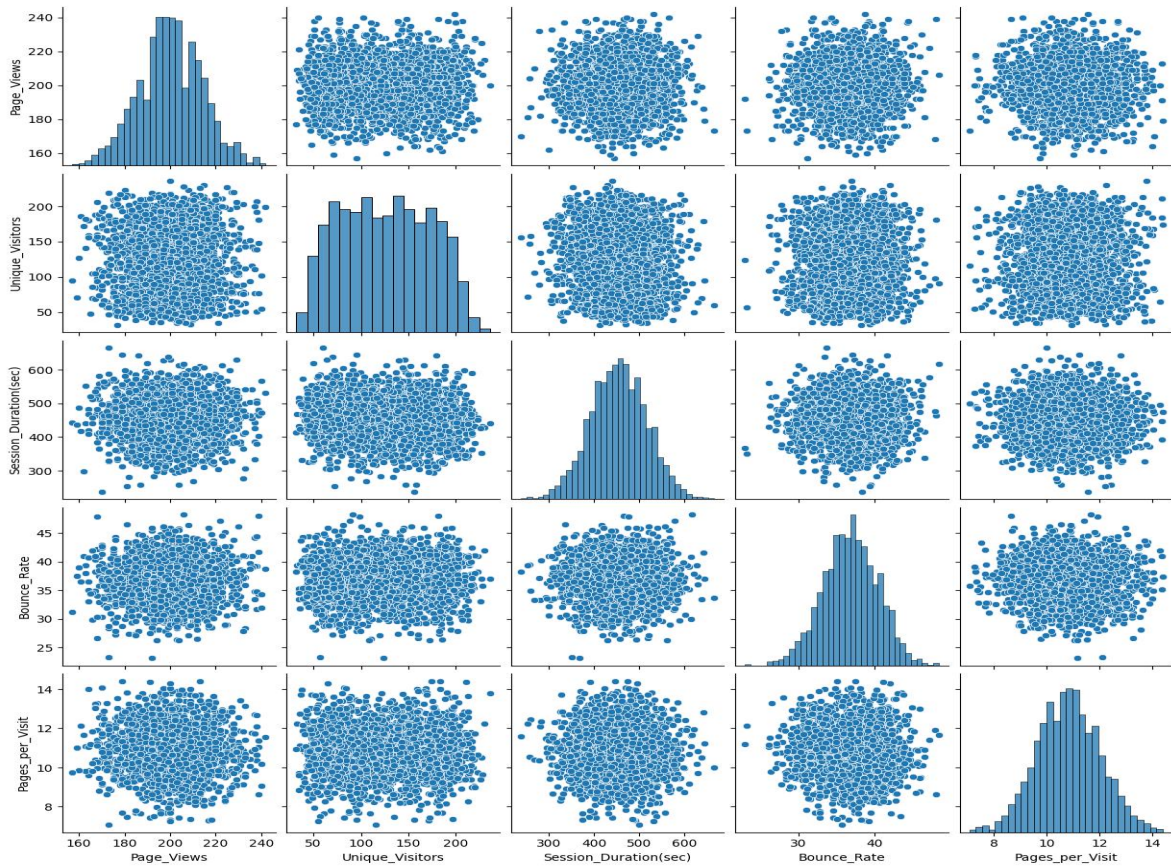 Page_Views
240
220
200
180
160
Unique_Visitors
200
150
100
50
Session_Duration(sec)
600
500
400
300
Bounce_Rate
45
40
35
30
25
Pages_per_Visit
14
12
10
8
160 180 200 220 240
50 100 150 200
300 400 500 600
30 40
8 10 12 14
Page_Views
Unique_Visitors
Session_Duration(sec)
Bounce_Rate
Pages_per_Visit